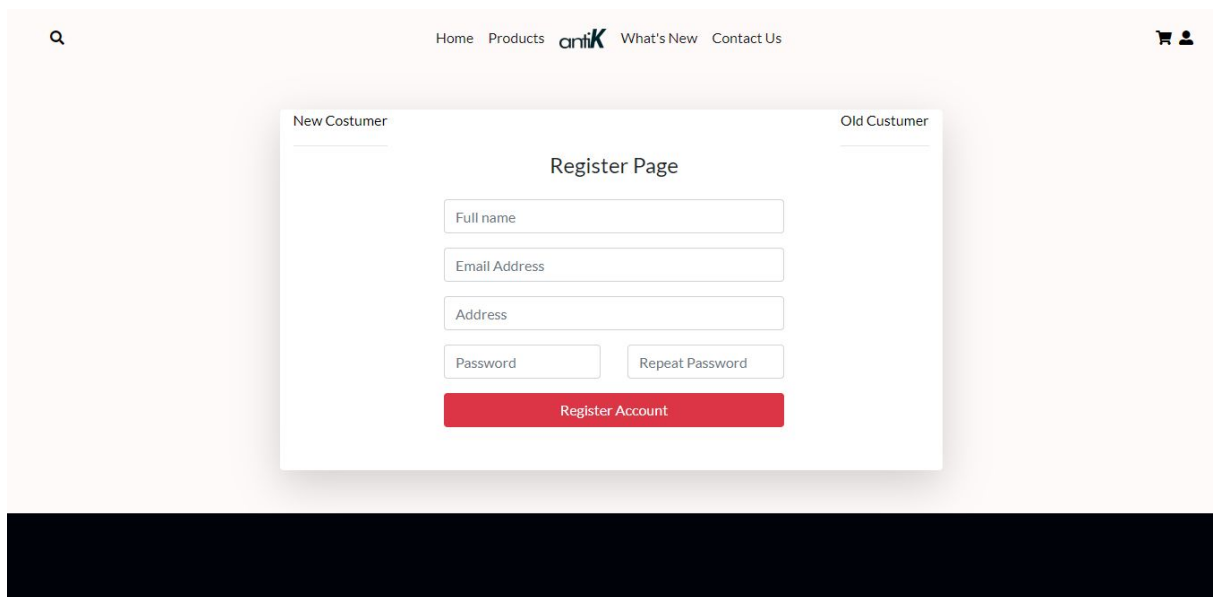 Home Products antiK What's New Contact Us
New Costumer Old Custumer
Register Page
Full name
Email Address
Address
Password Repeat Password
Register Account